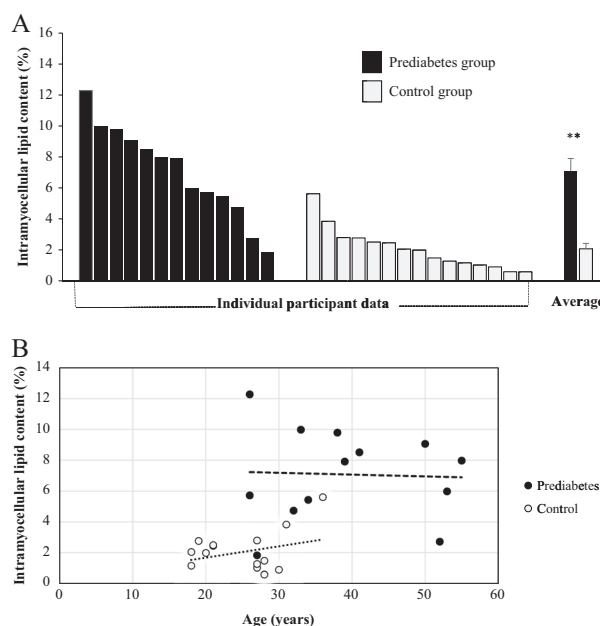 A
Intramyocellular lipid content (%)
16
14
12
10
8
6
4
2
0
Prediabetes group
Control group
**
Individual participant data
Average
B
Intramyocellular lipid content (%)
14
12
10
8
6
4
2
0
0 10 20 30 40 50 60
Age (years)
Prediabetes
Control